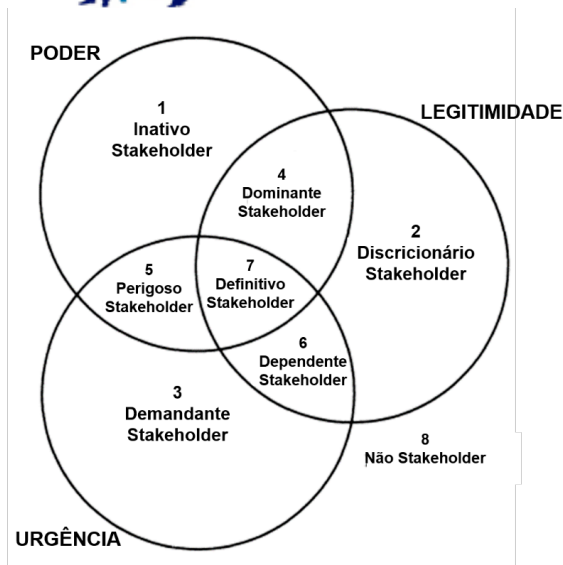 PODER
1
Inativo
Stakeholder
LEGITIMIDADE
4
Dominante
Stakeholder
2
Discricionário
Stakeholder
5
Perigoso
Stakeholder
7
Definitivo
Stakeholder
6
Dependente
Stakeholder
3
Demandante
Stakeholder
8
Não Stakeholder
URGÊNCIA